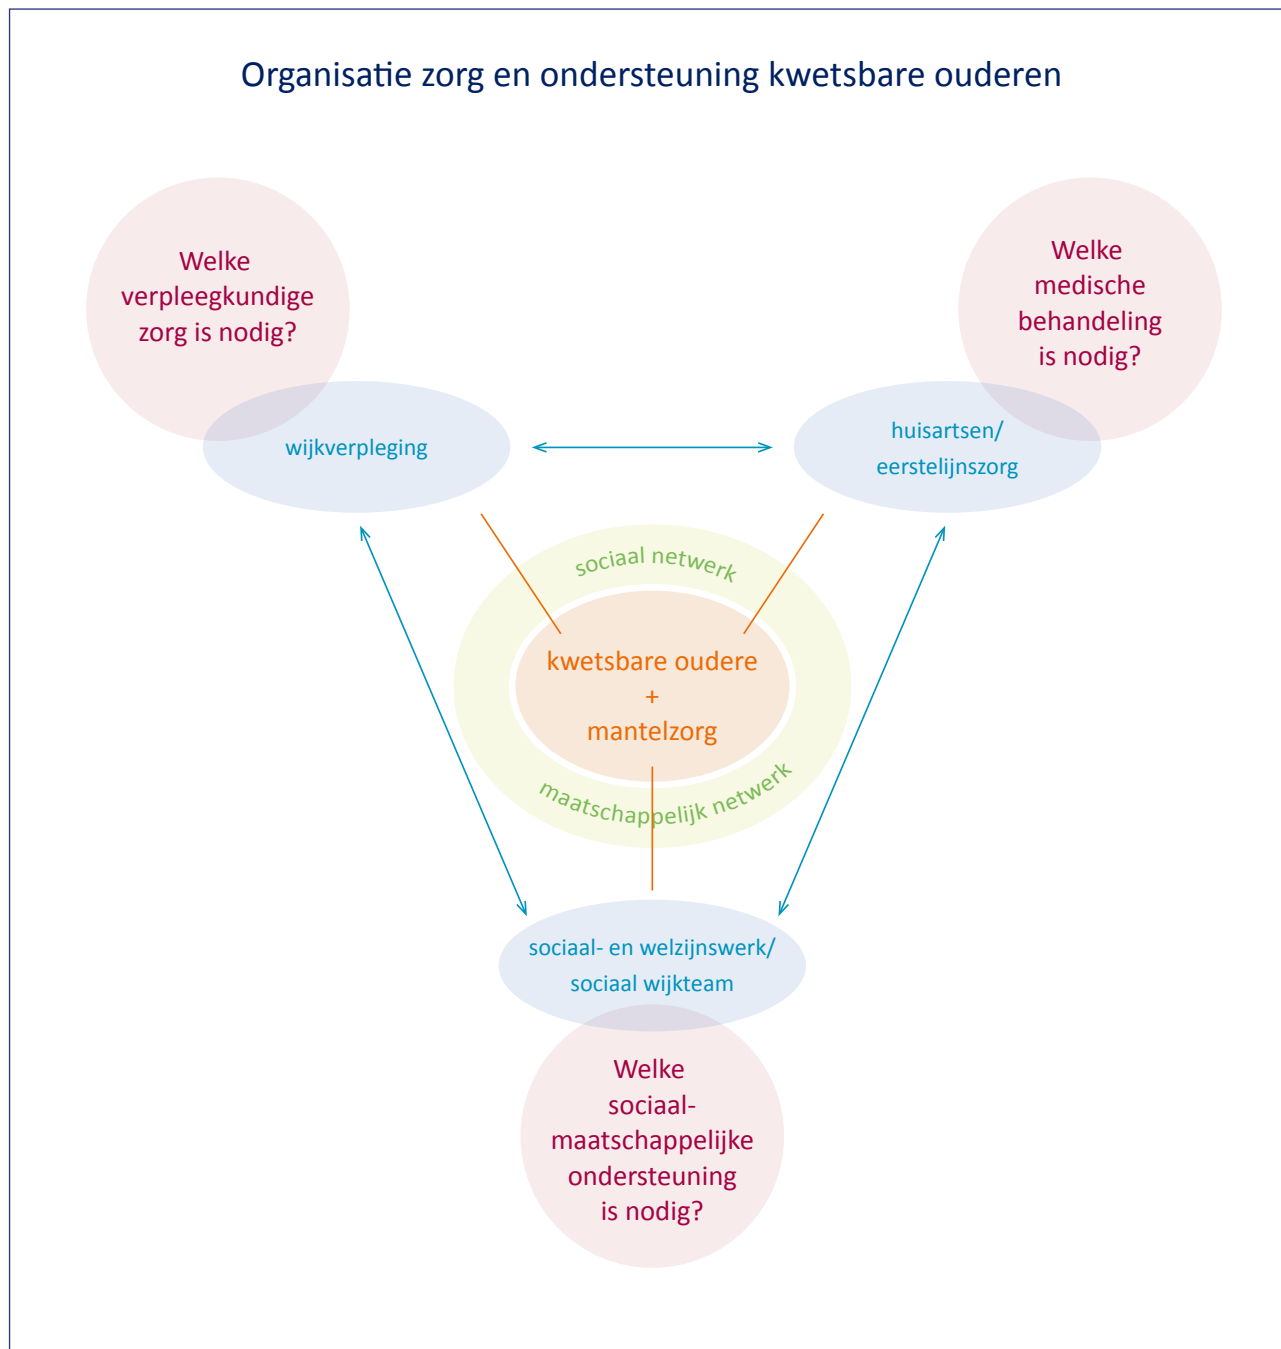 Organisatie zorg en ondersteuning kwetsbare ouderen
Welke
verpleegkundige
zorg is nodig?
Welke
medische
behandeling
is nodig?
wijkverpleging
huisartsen/
eerstelijnszorg
sociaal netwerk
kwetsbare oudere
+
mantelzorg
maatschappelijk netwerk
sociaal- en welzijnswerk/
sociaal wijkteam
Welke
sociaal-
maatschappelijke
ondersteuning
is nodig?